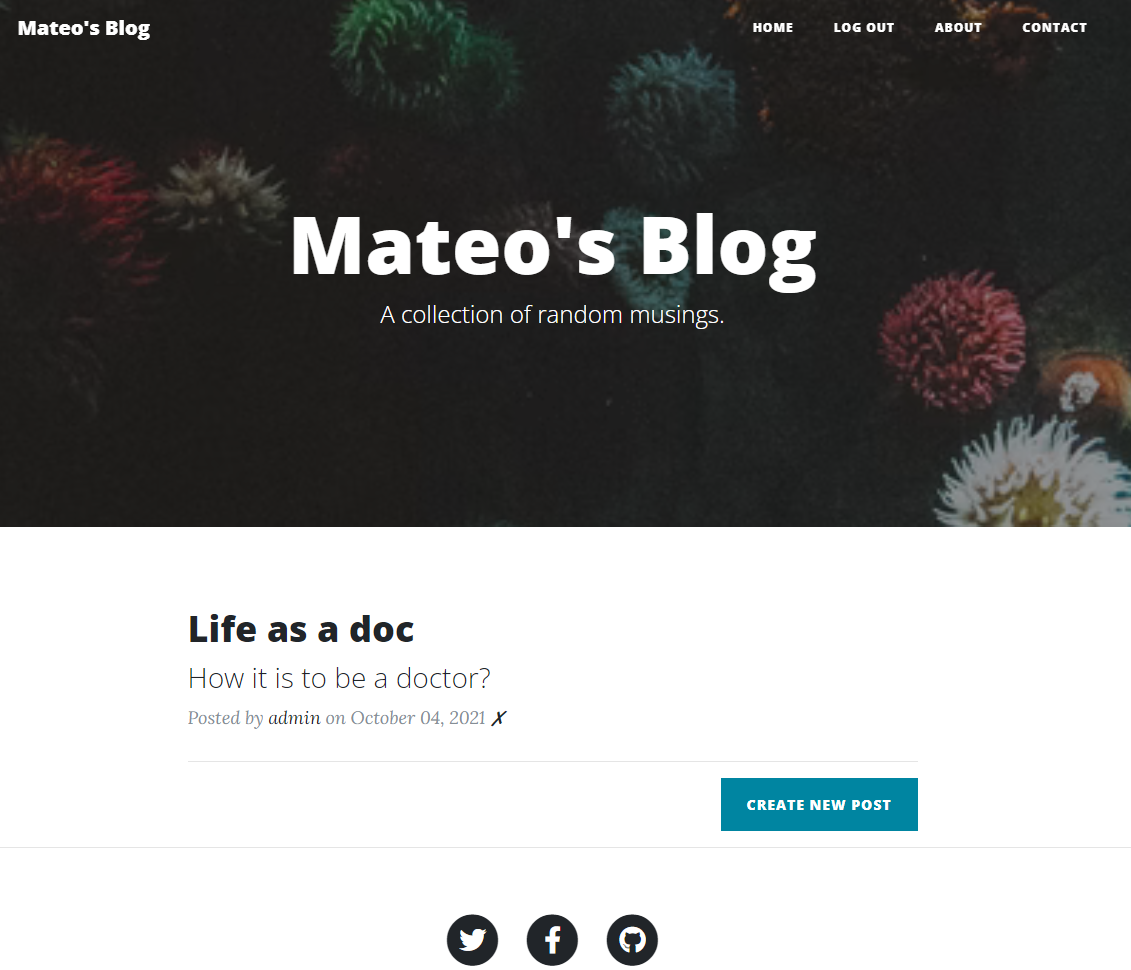 Mateo's Blog
HOME LOG OUT ABOUT CONTACT
Mateo's Blog
A collection of random musings.
Life as a doc
How it is to be a doctor?
Posted by admin on October 04, 2021 ✗
CREATE NEW POST